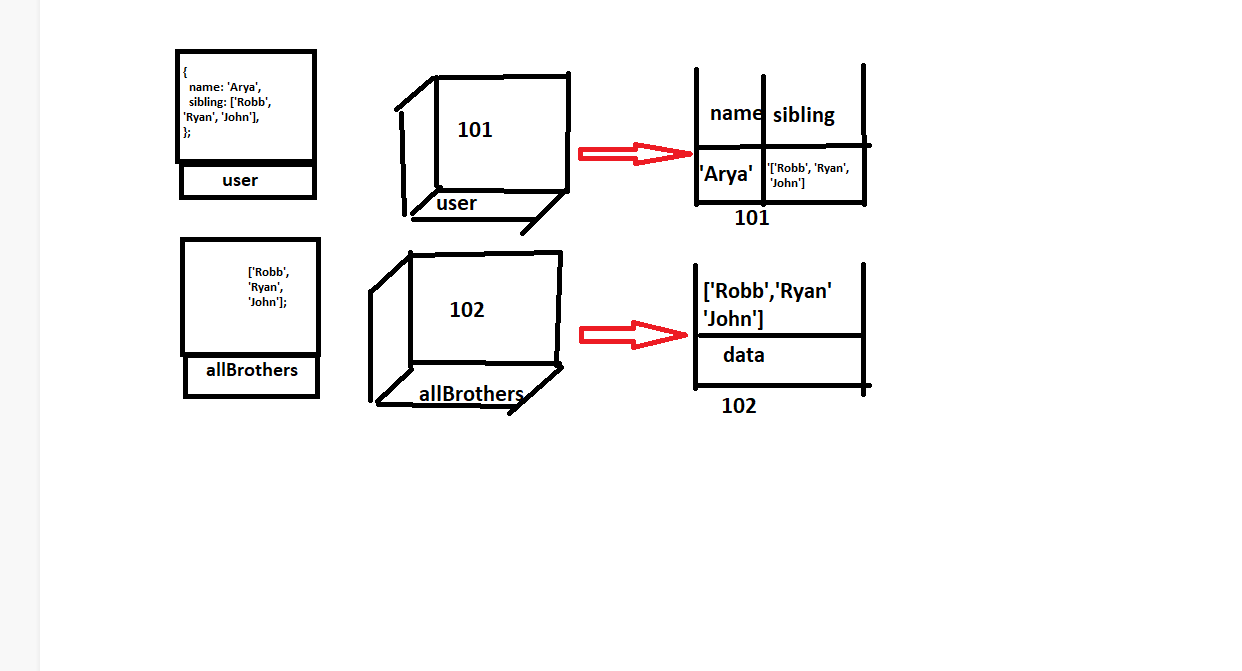 {
name: 'Arya',
sibling: ['Robb',
'Ryan', 'John'],
};
user
101
user
name sibling
'Arya' '['Robb', 'Ryan',
'John']
101
['Robb',
'Ryan',
'John'];
allBrothers
102
allBrothers
['Robb','Ryan'
'John']
data
102